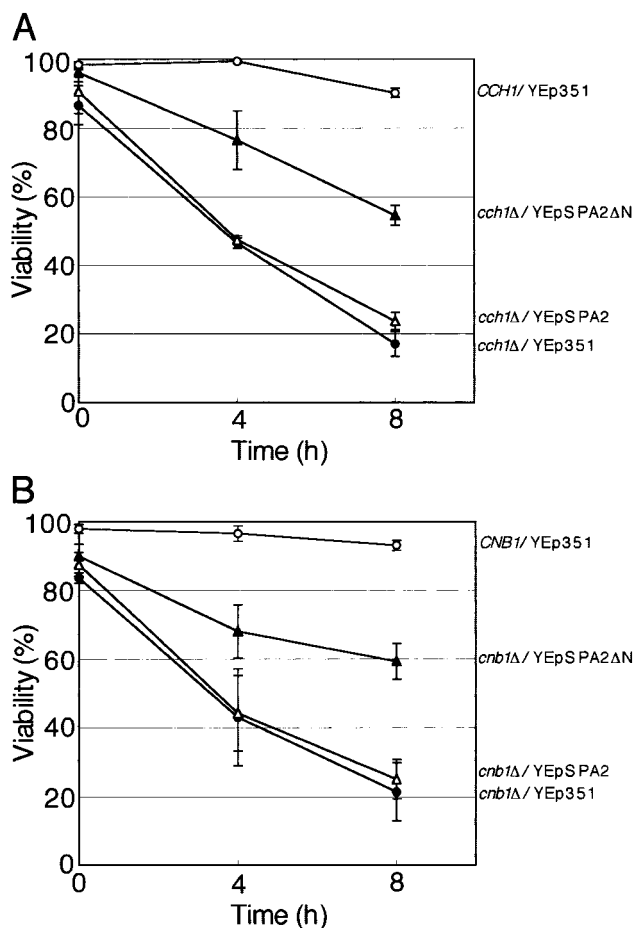 A
Viability (%)
100
80
60
40
20
0
0 4 8
Time (h)
CCH1/ YEp351
cch1Δ/ YEpSPA2ΔN
cch1Δ/ YEpSPA2
cch1Δ/ YEp351
B
Viability (%)
100
80
60
40
20
0
0 4 8
Time (h)
CNB1/ YEp351
cnb1Δ/ YEpSPA2ΔN
cnb1Δ/ YEpSPA2
cnb1Δ/ YEp351